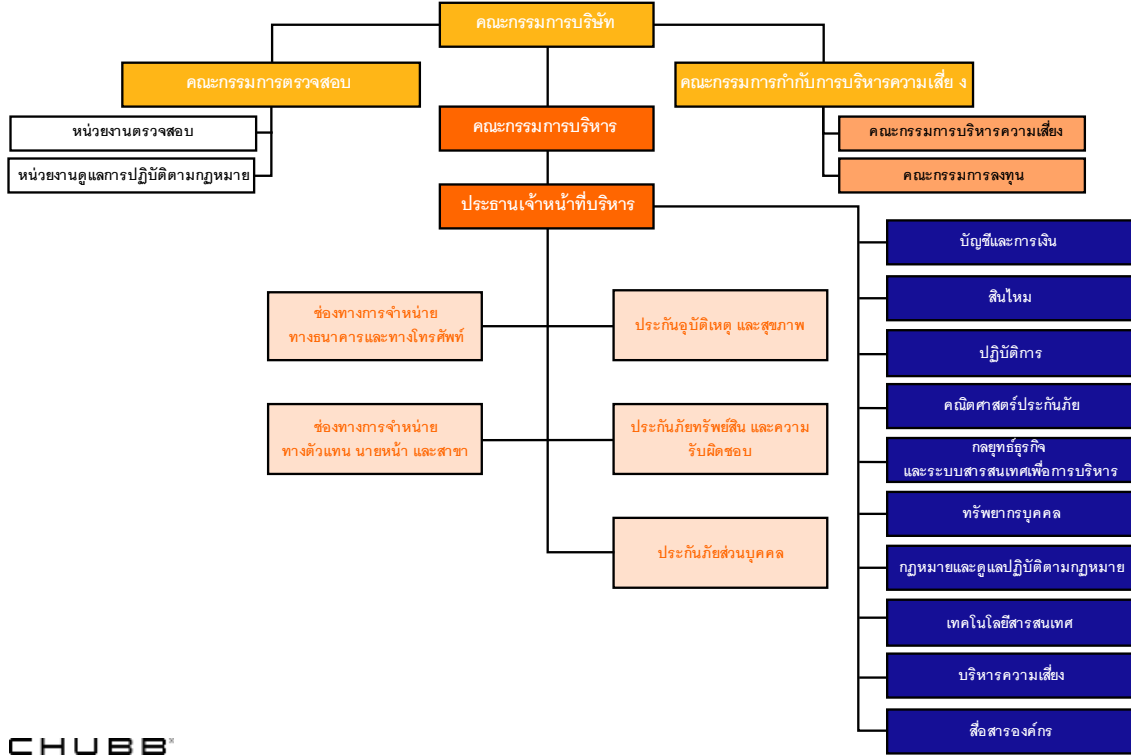 คณะกรรมการบริษัท
คณะกรรมการตรวจสอบ
คณะกรรมการกำกับการบริหารความเสี่ยง
หน่วยงานตรวจสอบ
คณะกรรมการบริหาร
คณะกรรมการบริหารความเสี่ยง
หน่วยงานดูแลการปฏิบัติตามกฎหมาย
คณะกรรมการลงทุน
ประธานเจ้าหน้าที่บริหาร
บัญชีและการเงิน
สินไหม
ปฏิบัติการ
คณิตศาสตร์ประกันภัย
กลยุทธ์ธุรกิจ
และระบบสารสนเทศเพื่อการบริหาร
ทรัพยากรบุคคล
กฎหมายและดูแลปฏิบัติตามกฎหมาย
เทคโนโลยีสารสนเทศ
บริหารความเสี่ยง
สื่อสารองค์กร
ช่องทางการจำหน่าย
ทางธนาคารและทางโทรศัพท์
ประกันอุบัติเหตุ และสุขภาพ
ช่องทางการจำหน่าย
ทางตัวแทน นายหน้า และสาขา
ประกันภัยทรัพย์สิน และความ
รับผิดชอบ
ประกันภัยส่วนบุคคล
CHUBB®